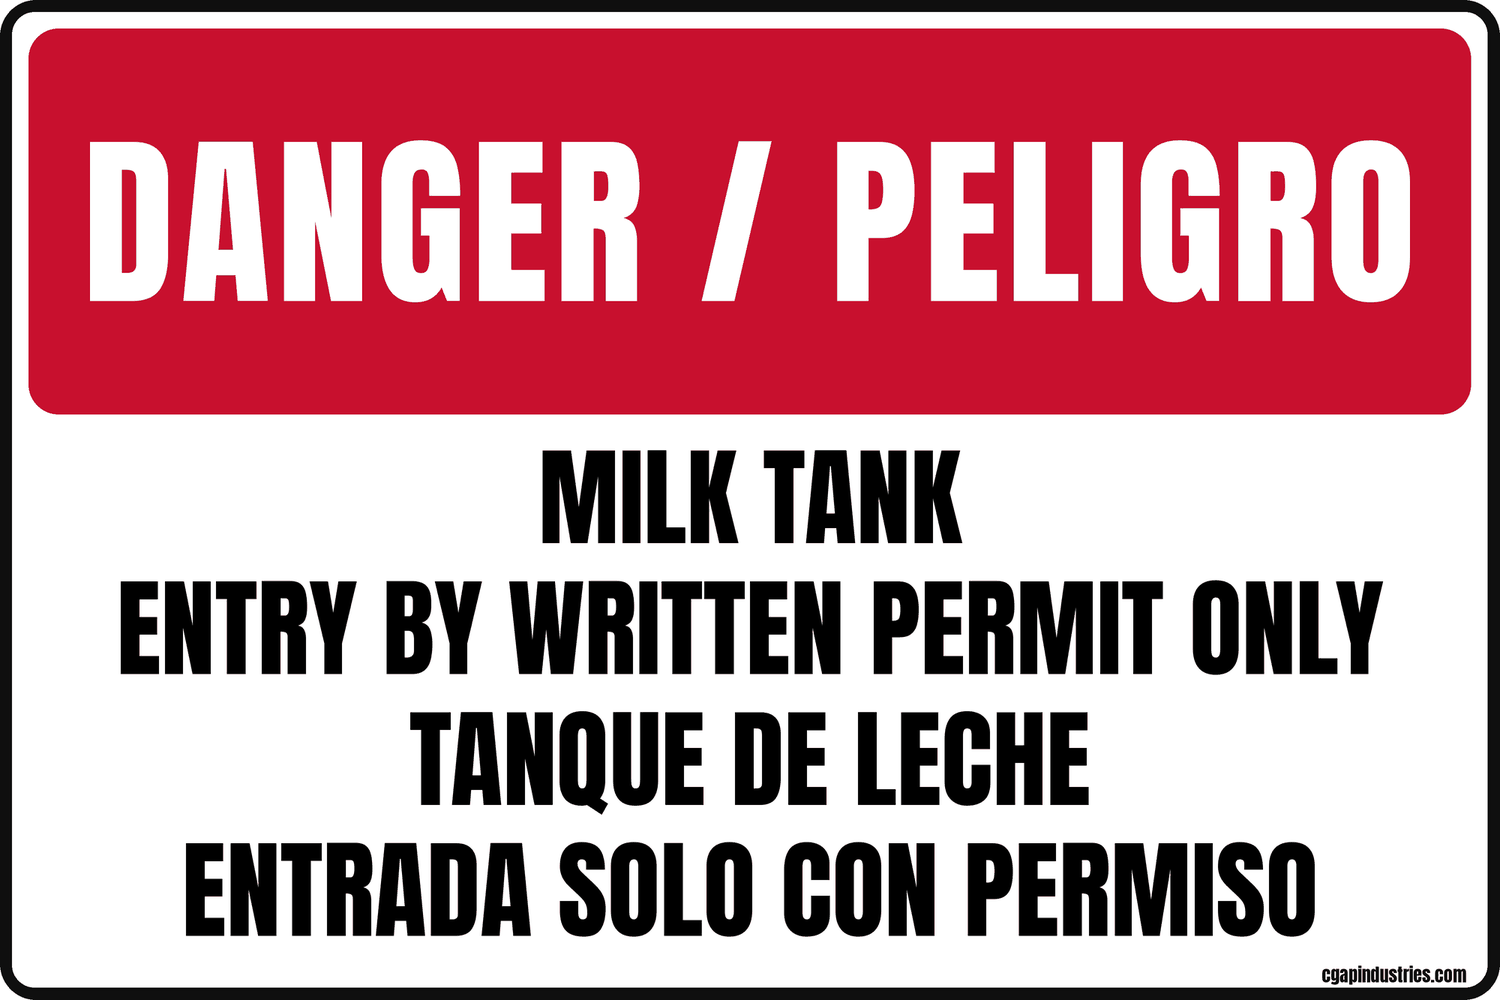 DANGER / PELIGRO
MILK TANK
ENTRY BY WRITTEN PERMIT ONLY
TANQUE DE LECHE
ENTRADA SOLO CON PERMISO
cgapindustries.com